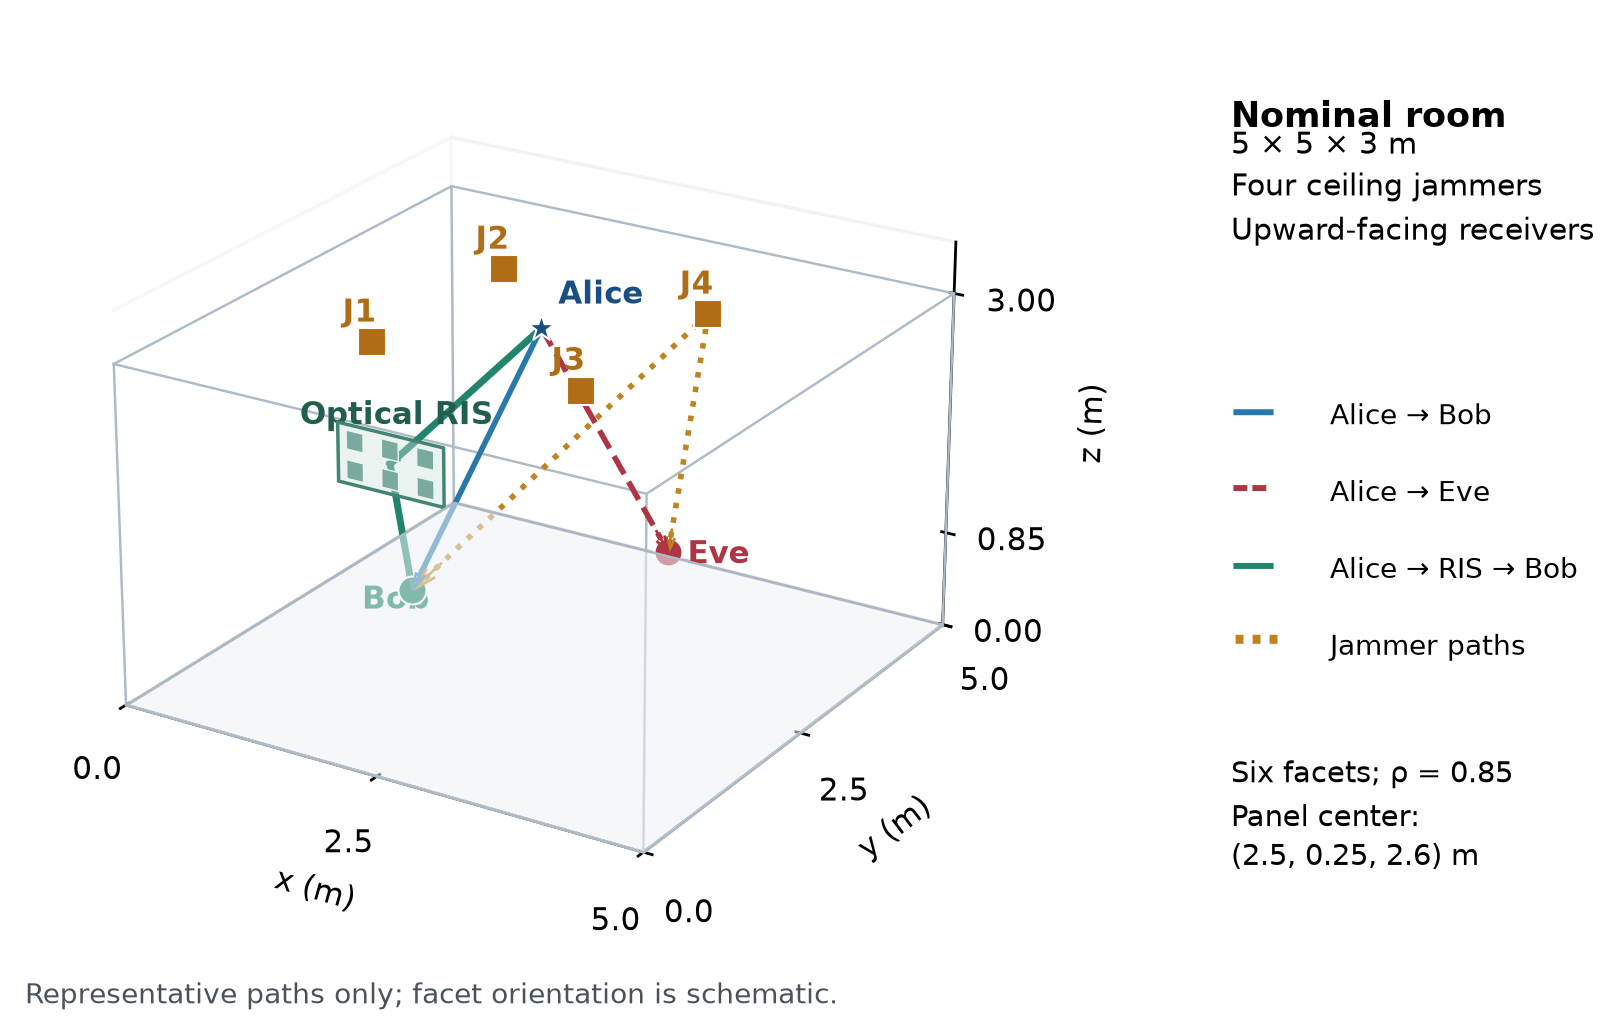 Nominal room
5 × 5 × 3 m
Four ceiling jammers
Upward-facing receivers
J2
Alice
J4
J1
J3
Optical RIS
Eve
Bob
3.00
z (m)
0.85
0.00
5.0
2.5
y (m)
0.0
0.0
2.5
x (m)
5.0
Alice → Bob
Alice → Eve
Alice → RIS → Bob
Jammer paths
Six facets; ρ = 0.85
Panel center:
(2.5, 0.25, 2.6) m
Representative paths only; facet orientation is schematic.